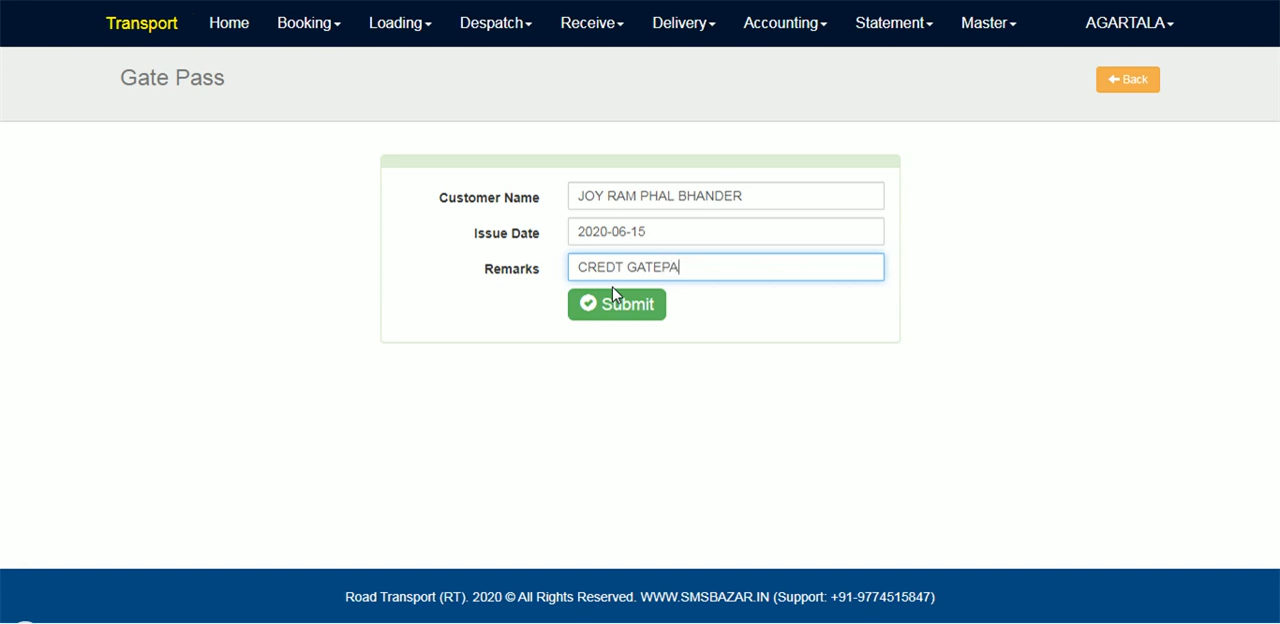 Transport Home Booking Loading Despatch Receive Delivery Accounting Statement Master AGARTALA
Gate Pass
Back
Customer Name JOY RAM PHAL BHANDER
Issue Date 2020-06-15
Remarks CREDT GATEPA
Submit
Road Transport (RT). 2020 © All Rights Reserved. WWW.SMSBAZAR.IN (Support: +91-9774515847)